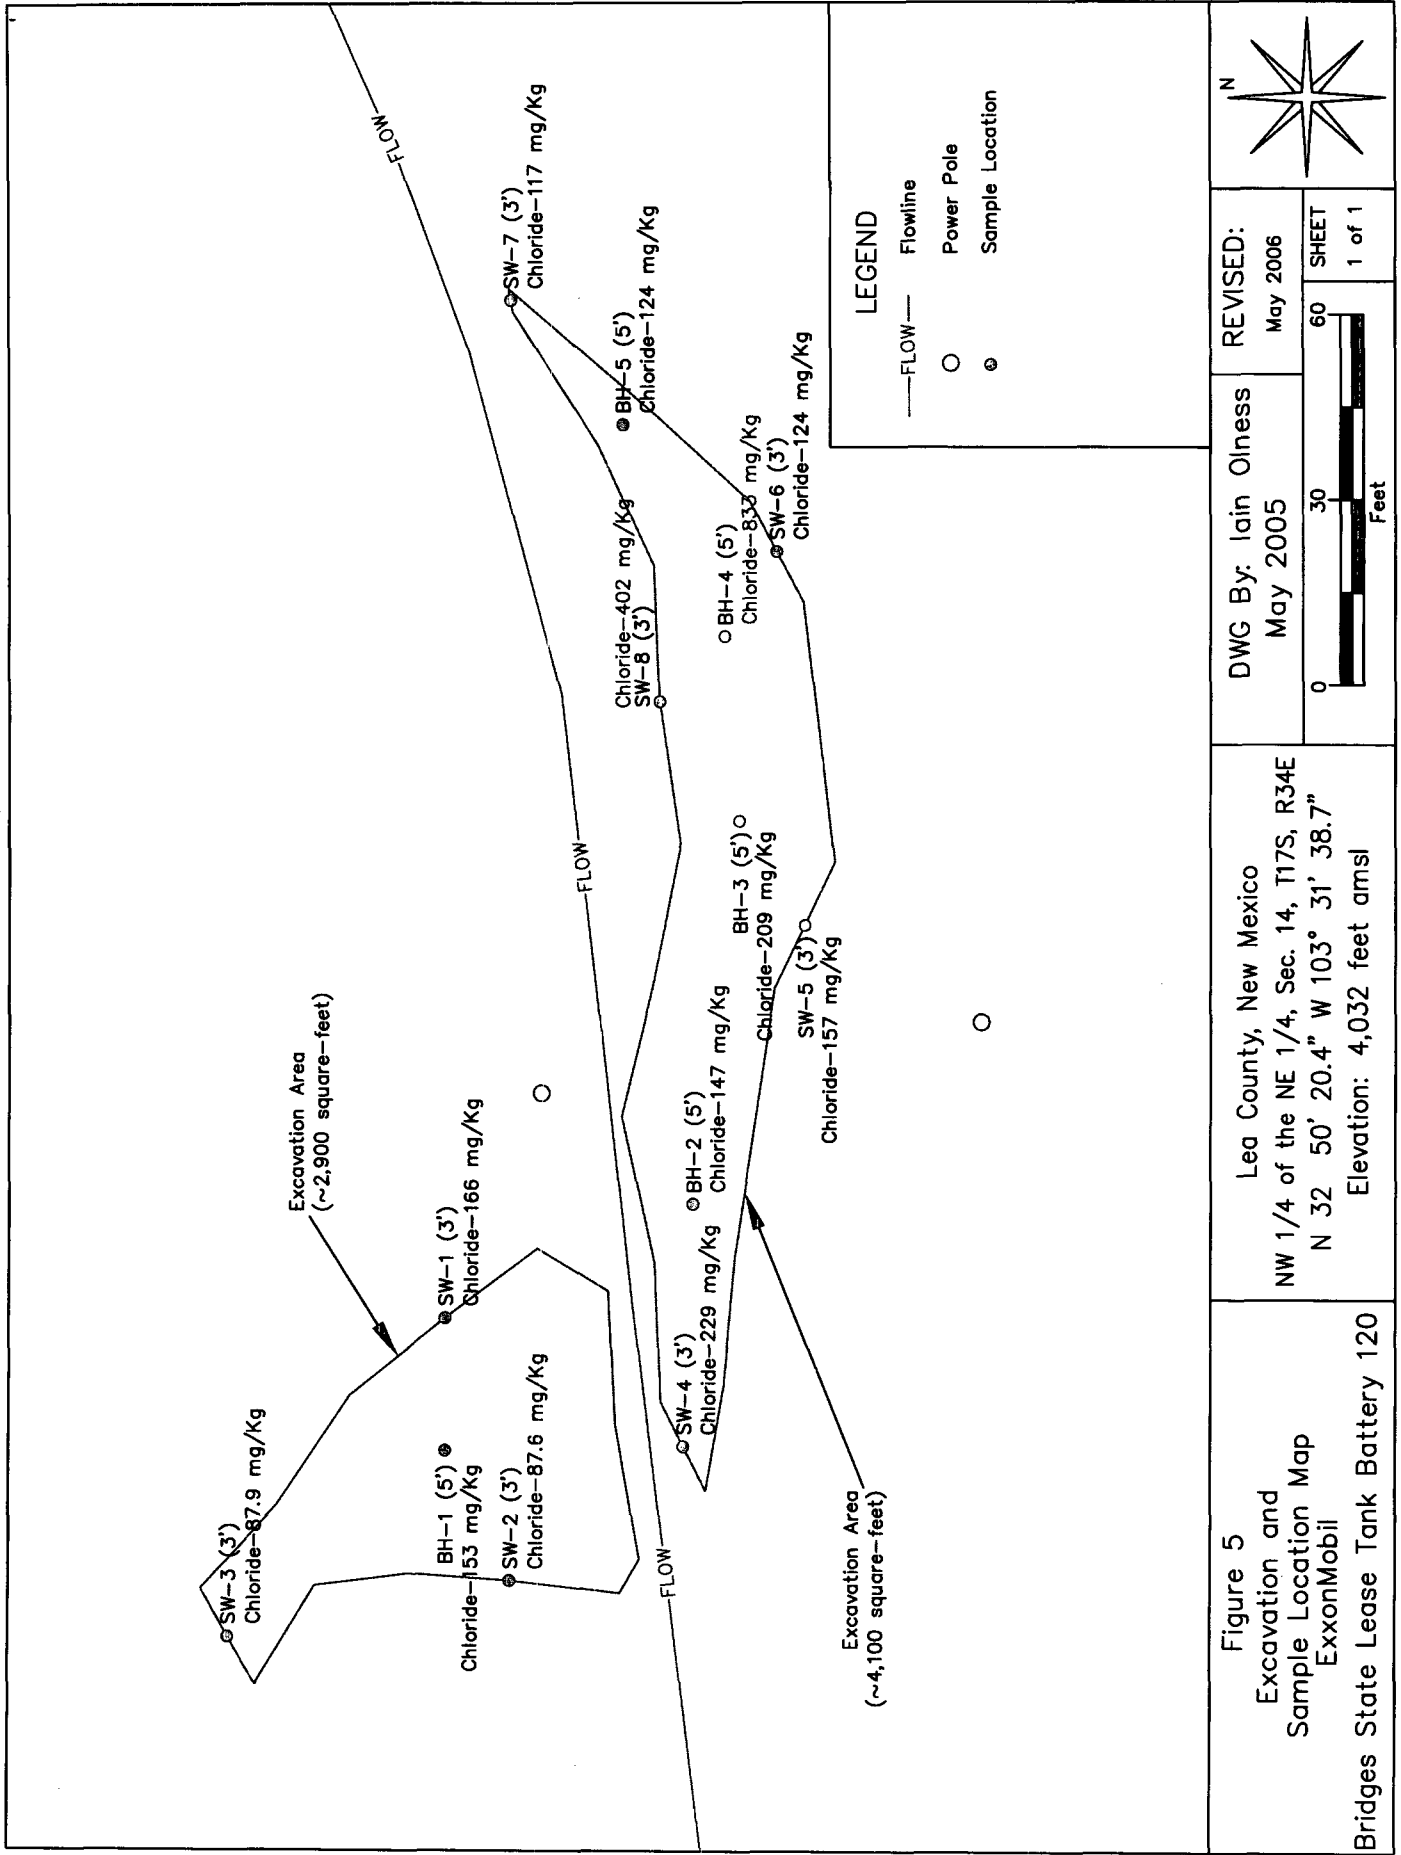 FLOW
SW-7 (3')
Chloride-117 mg/Kg
BH-5 (5')
Chloride-124 mg/Kg
Chloride-402 mg/Kg
SW-8 (3')
BH-4 (5')
Chloride-833 mg/Kg
SW-6 (3')
Chloride-124 mg/Kg
FLOW
BH-3 (5')
Chloride-209 mg/Kg
SW-5 (3')
Chloride-157 mg/Kg
Excavation Area
(~2,900 square-feet)
SW-1 (3')
Chloride-166 mg/Kg
BH-2 (5')
Chloride-147 mg/Kg
SW-3 (3')
Chloride-87.9 mg/Kg
BH-1 (5')
Chloride-153 mg/Kg
SW-2 (3')
Chloride-87.6 mg/Kg
SW-4 (3')
Chloride-229 mg/Kg
FLOW
Excavation Area
(~4,100 square-feet)
LEGEND
FLOW Flowline
Power Pole
Sample Location
Figure 5
Excavation and
Sample Location Map
ExxonMobil
Bridges State Lease Tank Battery 120
Lea County, New Mexico
NW 1/4 of the NE 1/4, Sec. 14, T17S, R34E
N 32 50' 20.4" W 103° 31' 38.7"
Elevation: 4,032 feet amsl
DWG By: Iain Olness
May 2005
REVISED:
May 2006
0 30 60
Feet
SHEET
1 of 1
N